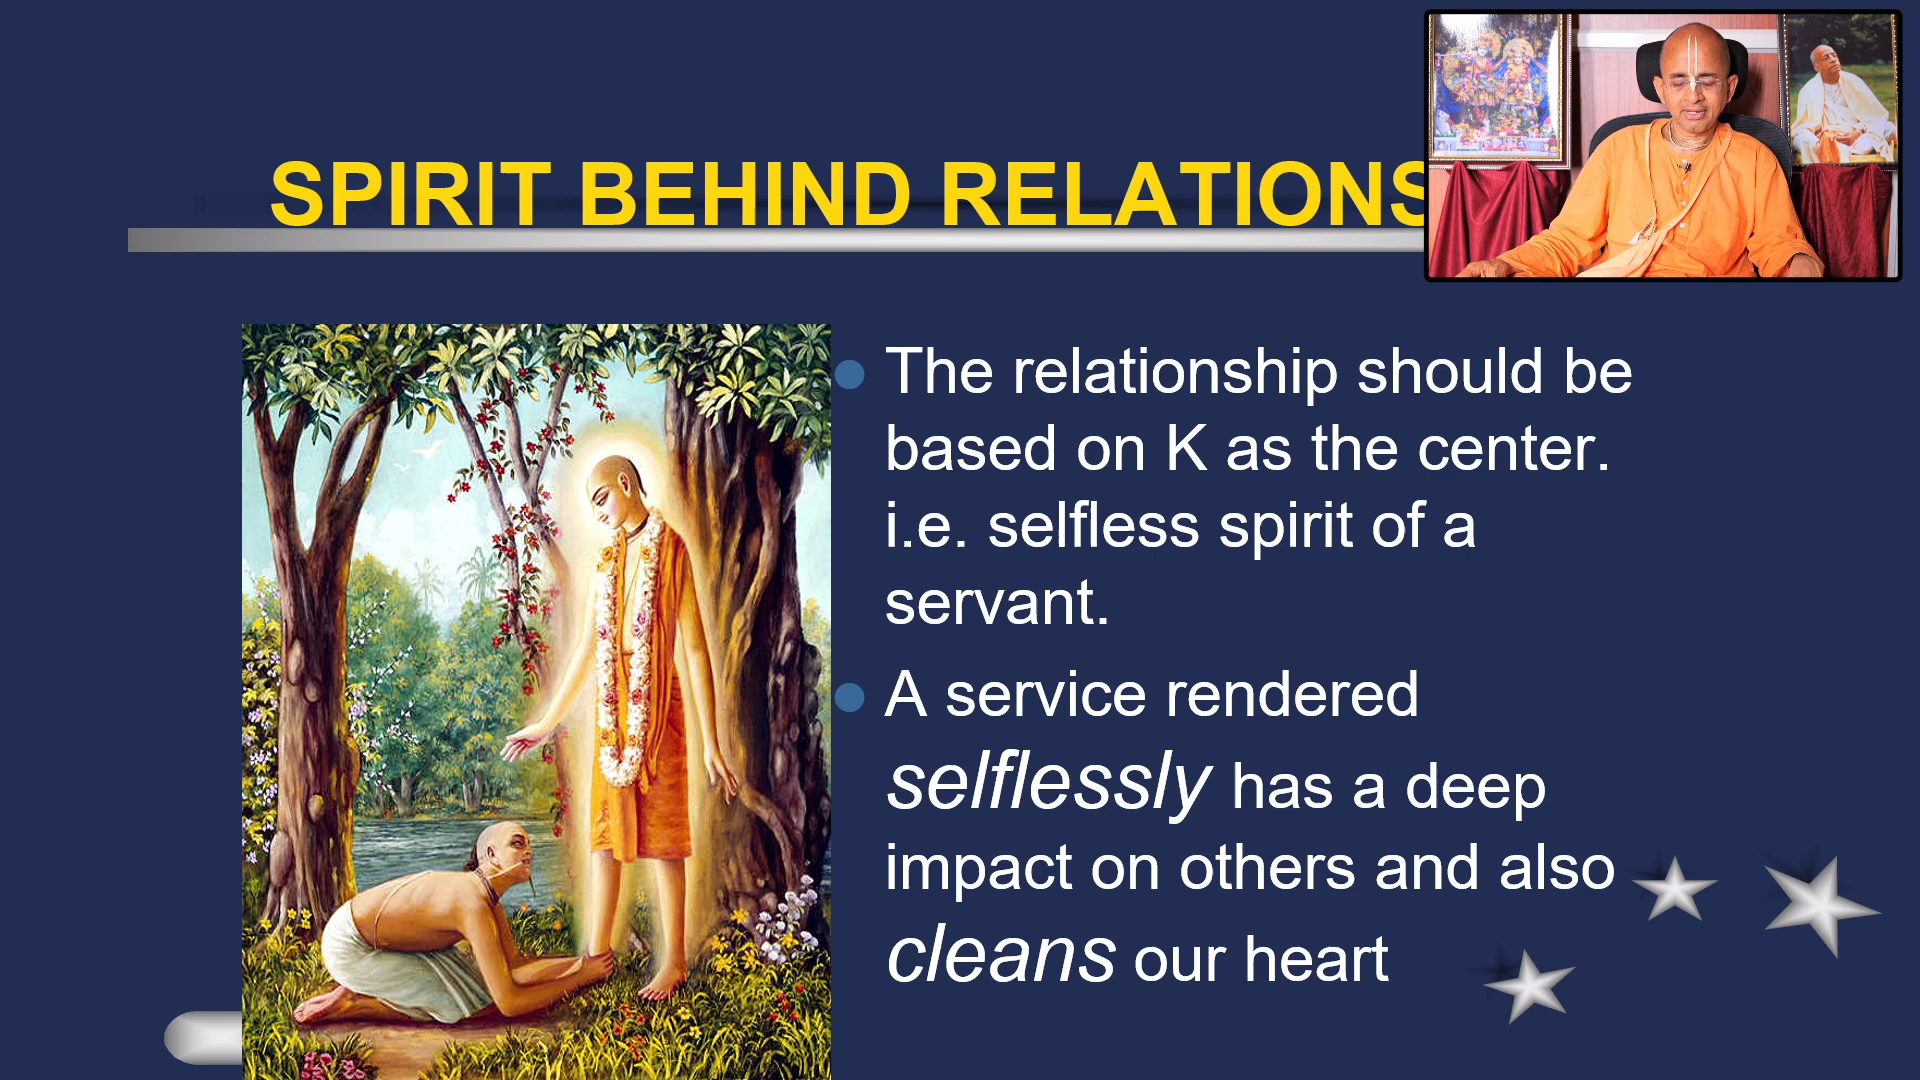 SPIRIT BEHIND RELATIONS
The relationship should be
based on K as the center.
i.e. selfless spirit of a
servant.
A service rendered
selflessly has a deep
impact on others and also
cleans our heart